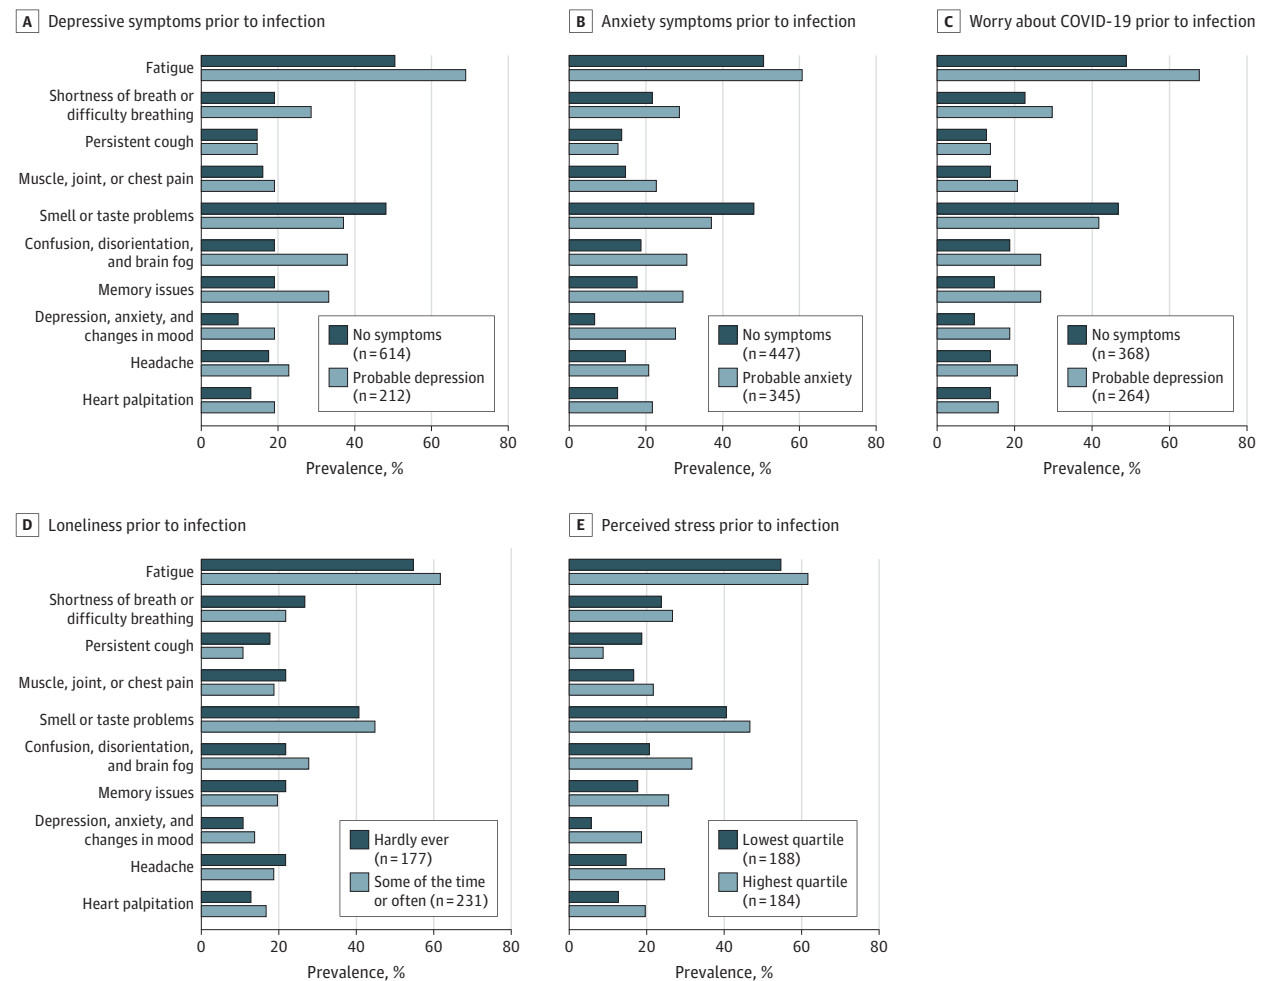 A Depressive symptoms prior to infection
Fatigue
Shortness of breath or
difficulty breathing
Persistent cough
Muscle, joint, or chest pain
Smell or taste problems
Confusion, disorientation,
and brain fog
Memory issues
Depression, anxiety, and
changes in mood
Headache
Heart palpitation
No symptoms
(n=614)
Probable depression
(n=212)
0 20 40 60 80
Prevalence, %
B Anxiety symptoms prior to infection
No symptoms
(n=447)
Probable anxiety
(n=345)
0 20 40 60 80
Prevalence, %
C Worry about COVID-19 prior to infection
No symptoms
(n=368)
Probable depression
(n=264)
0 20 40 60 80
Prevalence, %
D Loneliness prior to infection
Fatigue
Shortness of breath or
difficulty breathing
Persistent cough
Muscle, joint, or chest pain
Smell or taste problems
Confusion, disorientation,
and brain fog
Memory issues
Depression, anxiety, and
changes in mood
Headache
Heart palpitation
Hardly ever
(n=177)
Some of the time
or often (n=231)
0 20 40 60 80
Prevalence, %
E Perceived stress prior to infection
Lowest quartile
(n=188)
Highest quartile
(n=184)
0 20 40 60 80
Prevalence, %